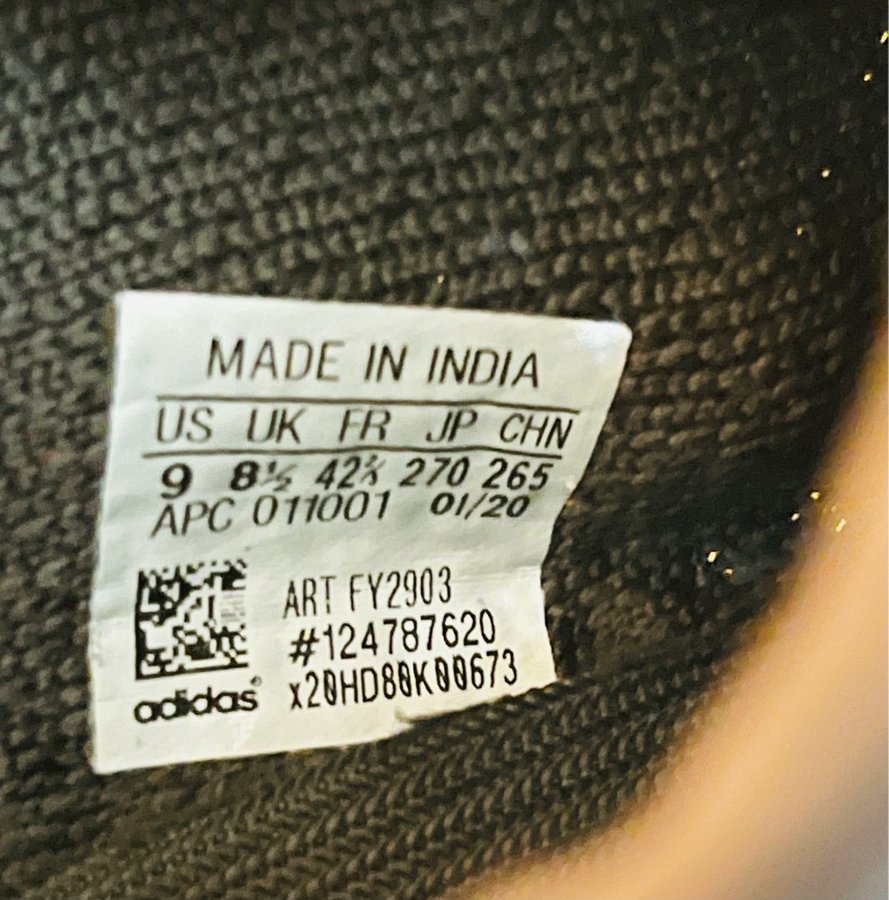 MADE IN INDIA
US UK FR JP CHN
9 8½ 42⅔ 270 265
APC 011001 01/20
ART FY2903
#124787620
x20HD80K00673
adidas®